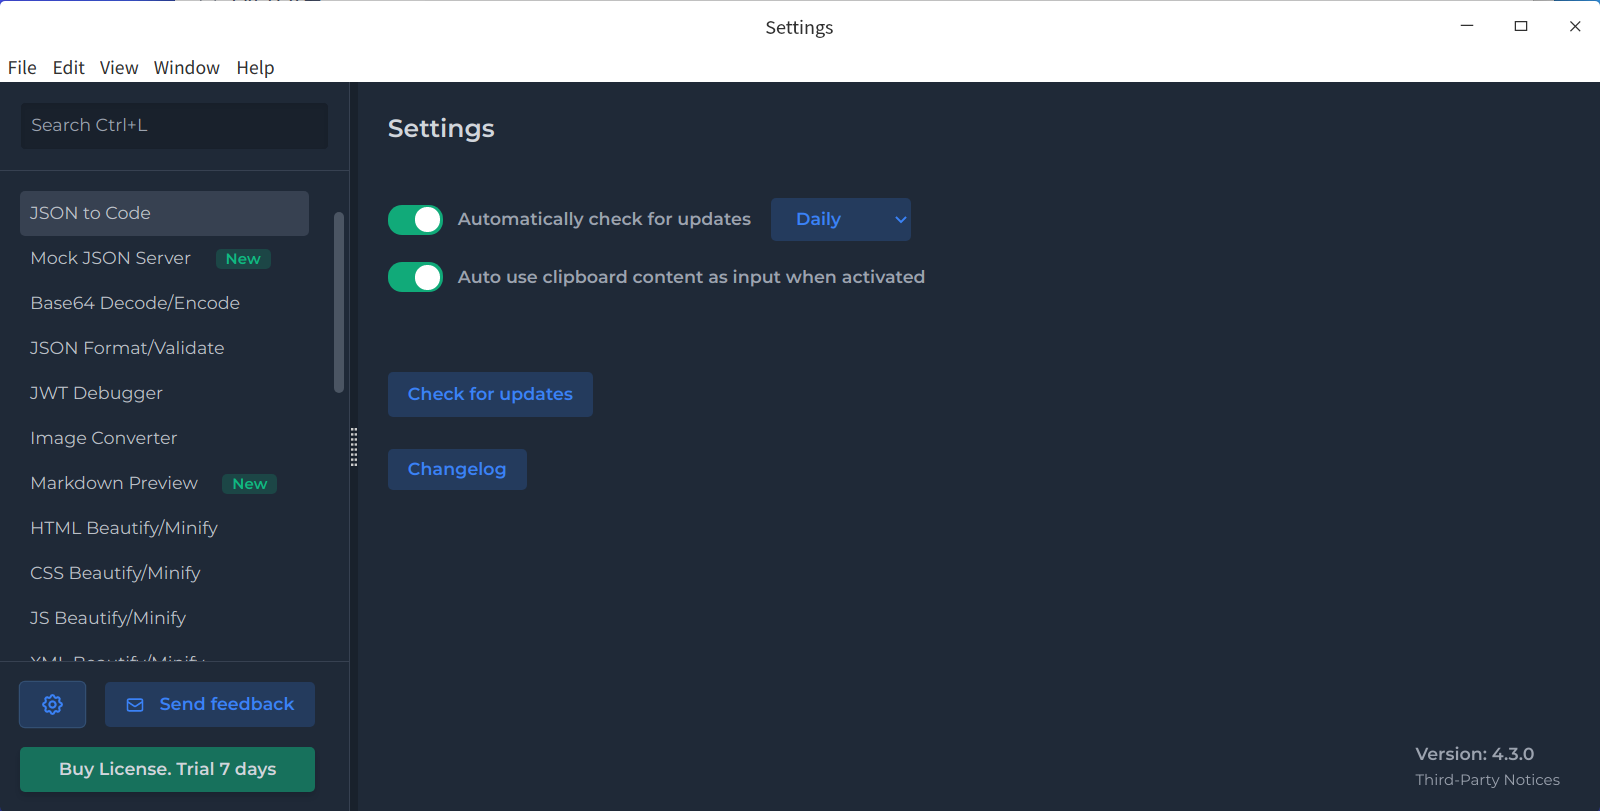 Settings
File Edit View Window Help
Search Ctrl+L
JSON to Code
Mock JSON Server New
Base64 Decode/Encode
JSON Format/Validate
JWT Debugger
Image Converter
Markdown Preview New
HTML Beautify/Minify
CSS Beautify/Minify
JS Beautify/Minify
XML Beautify/Minify
Send feedback
Buy License. Trial 7 days
Settings
Automatically check for updates Daily
Auto use clipboard content as input when activated
Check for updates
Changelog
Version: 4.3.0
Third-Party Notices